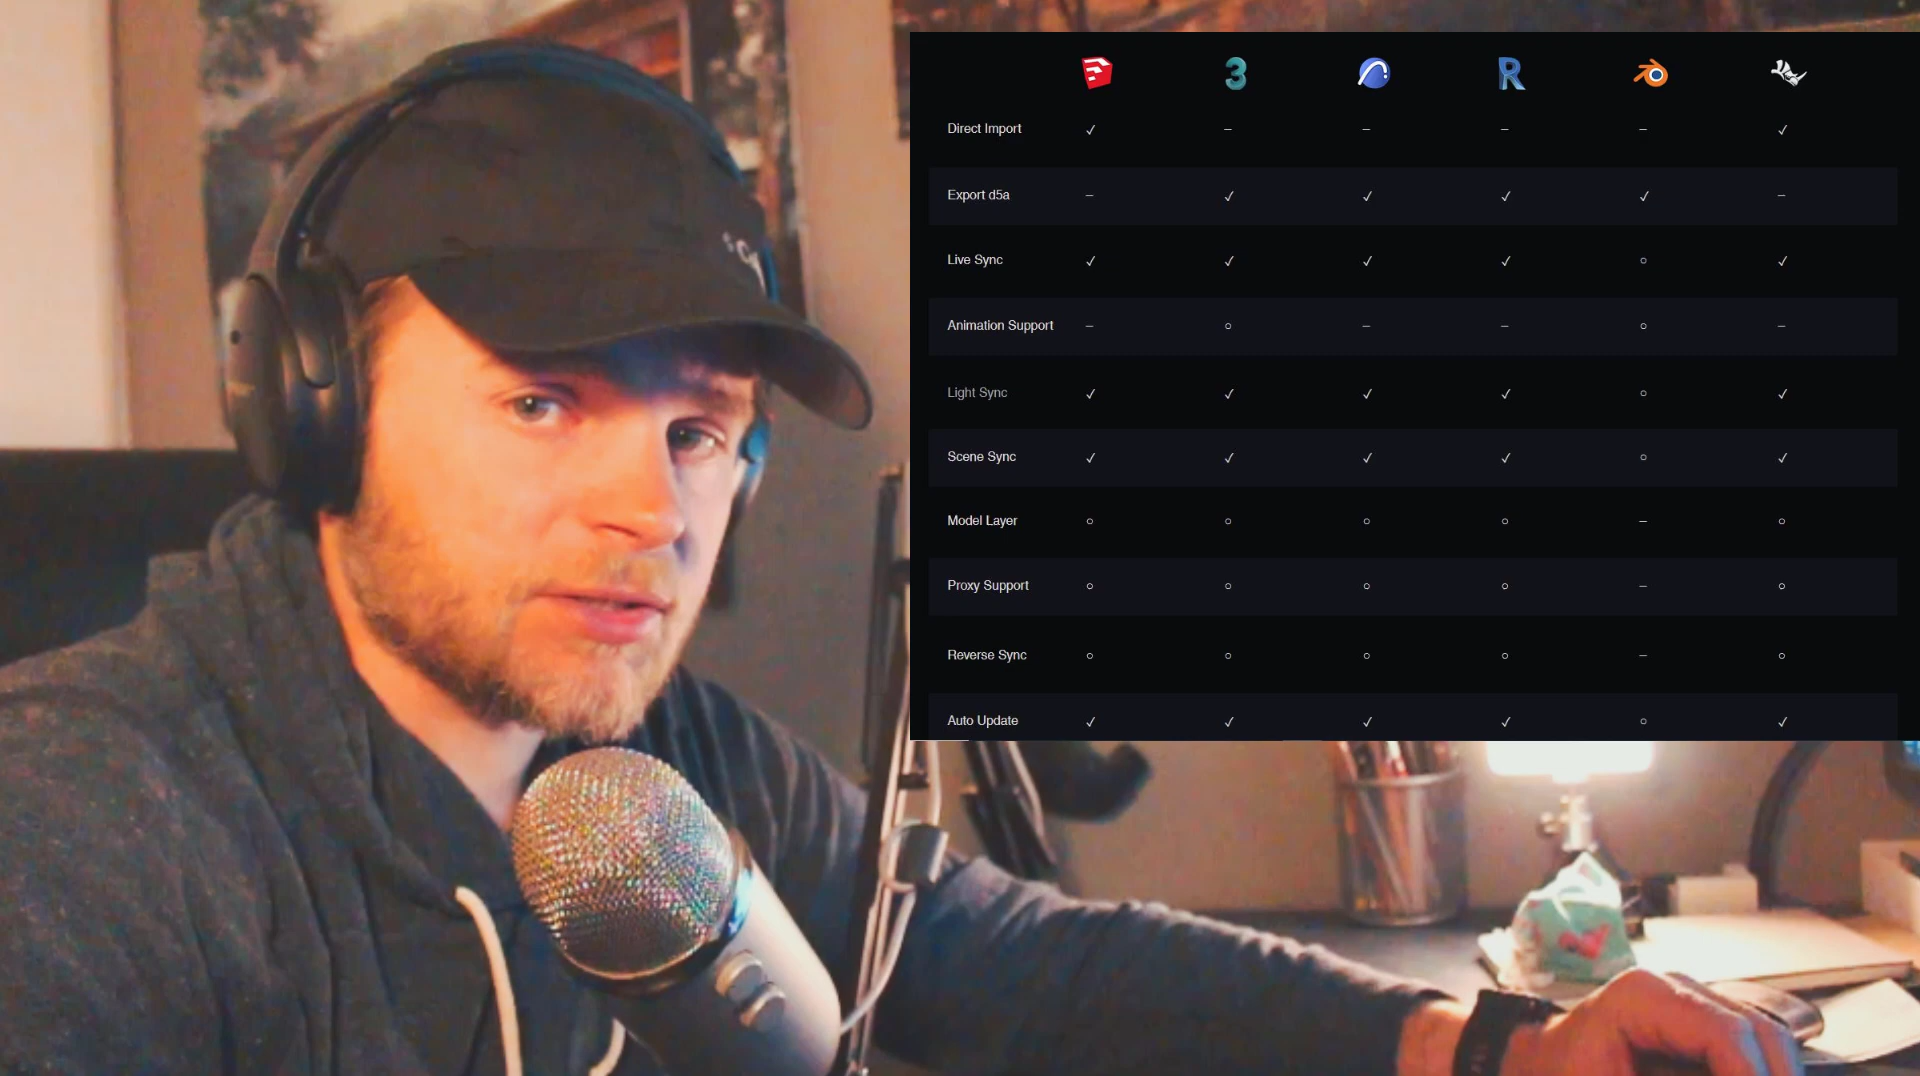 3 R
Direct Import ✓ – – – – ✓
Export d5a – ✓ ✓ ✓ ✓ –
Live Sync ✓ ✓ ✓ ✓ ○ ✓
Animation Support – ○ – – ○ –
Light Sync ✓ ✓ ✓ ✓ ○ ✓
Scene Sync ✓ ✓ ✓ ✓ ○ ✓
Model Layer ○ ○ ○ ○ – ○
Proxy Support ○ ○ ○ ○ – ○
Reverse Sync ○ ○ ○ ○ – ○
Auto Update ✓ ✓ ✓ ✓ ○ ✓